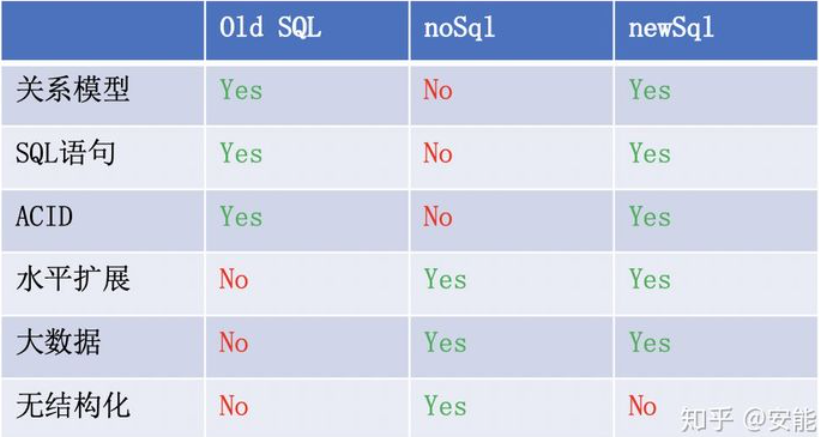 Old SQL noSql newSql
关系模型 Yes No Yes
SQL语句 Yes No Yes
ACID Yes No Yes
水平扩展 No Yes Yes
大数据 No Yes Yes
无结构化 No Yes No
知乎 @安能